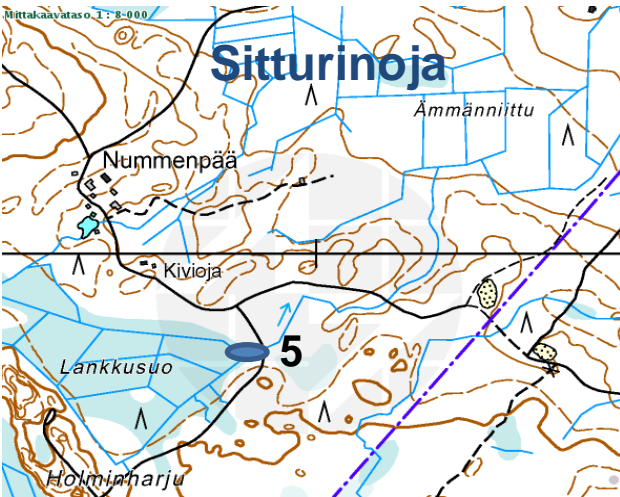 Mittakaavataso 1 : 8 000
Sitturinoja
Ämmänniittu
Nummenpää
Kivioja
5
Lankkusuo
Holminharju